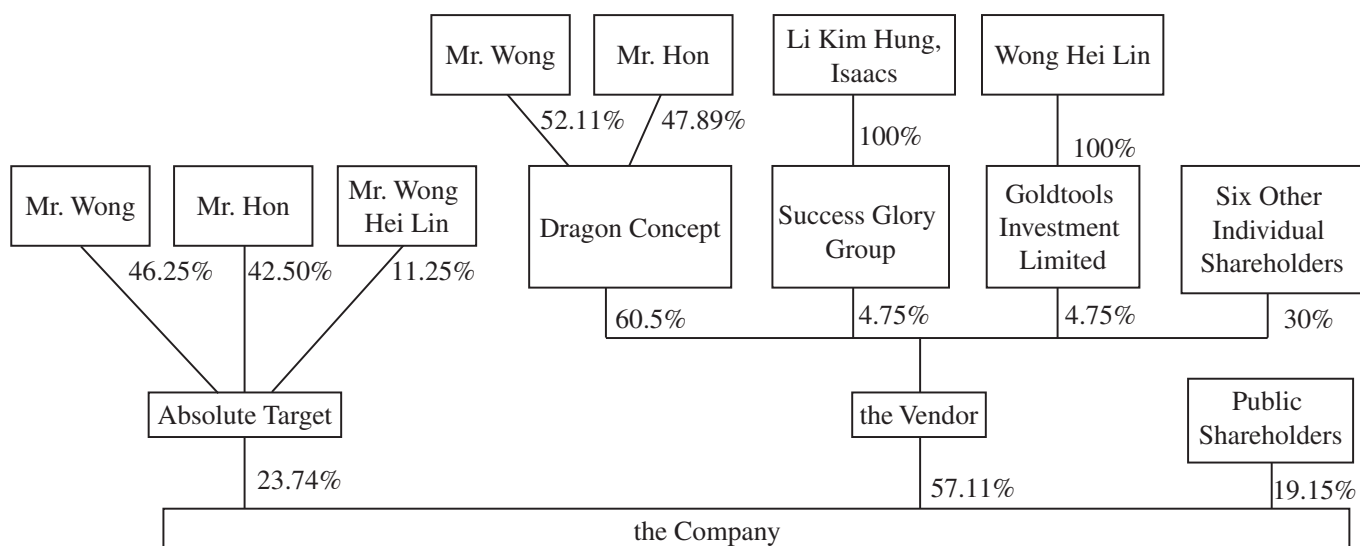 Mr. Wong
Mr. Hon
Li Kim Hung,
Isaacs
Wong Hei Lin
52.11%
47.89%
100%
100%
Mr. Wong
Mr. Hon
Mr. Wong
Hei Lin
Dragon Concept
Success Glory
Group
Goldtools
Investment
Limited
Six Other
Individual
Shareholders
46.25%
42.50%
11.25%
60.5%
4.75%
4.75%
30%
Absolute Target
the Vendor
Public
Shareholders
23.74%
57.11%
19.15%
the Company